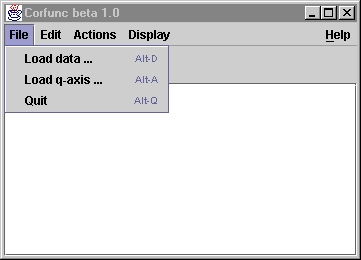 Corfunc beta 1.0
File Edit Actions Display Help
Load data ... Alt-D
Load q-axis ... Alt-A
Quit Alt-Q